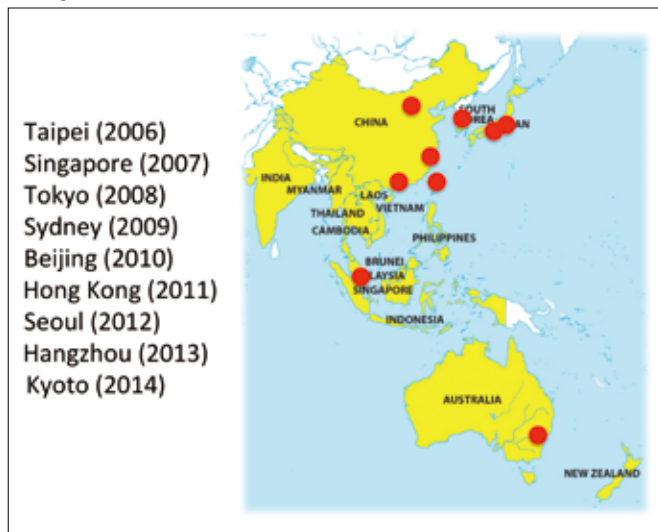 Taipei (2006)
Singapore (2007)
Tokyo (2008)
Sydney (2009)
Beijing (2010)
Hong Kong (2011)
Seoul (2012)
Hangzhou (2013)
Kyoto (2014)
CHINA
SOUTH
INDIA
MYANMAR
LAOS
VIETNAM
THAILAND
CAMBODIA
PHILIPPINES
BRUNEI
SINGAPORE
INDONESIA
AUSTRALIA
NEW ZEALAND